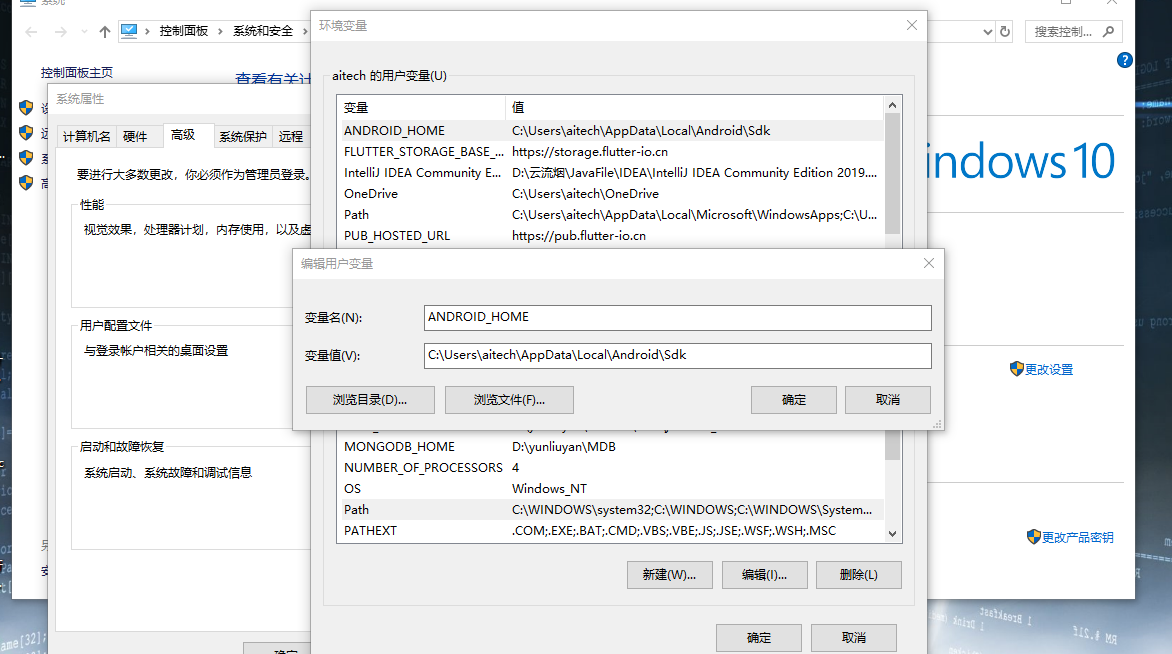 系统
控制面板
系统和安全
搜索控制...
控制面板主页
查看有关计
indows 10
更改设置
更改产品密钥
系统属性
计算机名
硬件
高级
系统保护
远程
要进行大多数更改，你必须作为管理员登录。
性能
视觉效果，处理器计划，内存使用，以及虚
用户配置文件
与登录帐户相关的桌面设置
启动和故障恢复
系统启动、系统故障和调试信息
确定
环境变量
aitech 的用户变量(U)
变量 值
ANDROID_HOME C:\Users\aitech\AppData\Local\Android\Sdk
FLUTTER_STORAGE_BASE_... https://storage.flutter-io.cn
IntelliJ IDEA Community E... D:\云流烟\JavaFile\IDEA\IntelliJ IDEA Community Edition 2019....
OneDrive C:\Users\aitech\OneDrive
Path C:\Users\aitech\AppData\Local\Microsoft\WindowsApps;C:\U...
PUB_HOSTED_URL https://pub.flutter-io.cn
编辑用户变量
变量名(N): ANDROID_HOME
变量值(V): C:\Users\aitech\AppData\Local\Android\Sdk
浏览目录(D)... 浏览文件(F)... 确定 取消
MONGODB_HOME D:\yunliuyan\MDB
NUMBER_OF_PROCESSORS 4
OS Windows_NT
Path C:\WINDOWS\system32;C:\WINDOWS;C:\WINDOWS\System...
PATHEXT .COM;.EXE;.BAT;.CMD;.VBS;.VBE;.JS;.JSE;.WSF;.WSH;.MSC
新建(W)... 编辑(I)... 删除(L)
确定 取消